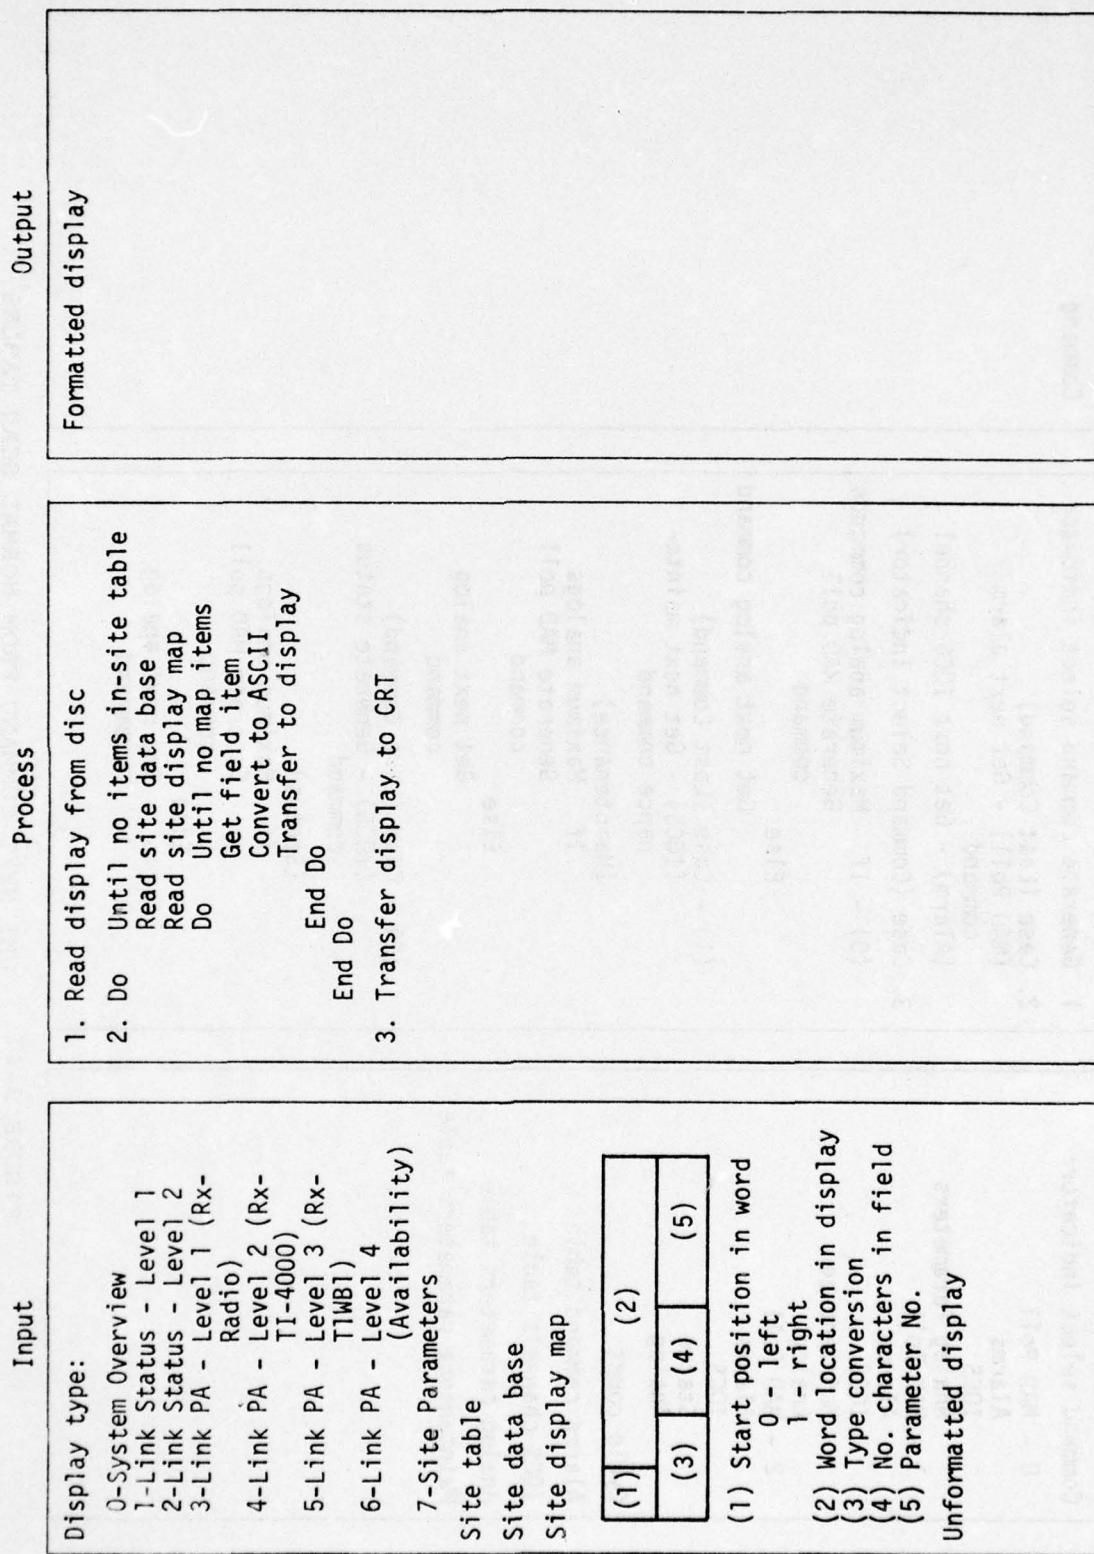 Input
Display type:
0-System Overview
1-Link Status - Level 1
2-Link Status - Level 2
3-Link PA - Level 1 (Rx-
Radio)
4-Link PA - Level 2 (Rx-
TI-4000)
5-Link PA - Level 3 (Rx-
T1WB1)
6-Link PA - Level 4
(Availability)
7-Site Parameters
Site table
Site data base
Site display map
(1) (2)
(3) (4) (5)
(1) Start position in word
0 - left
1 - right
(2) Word location in display
(3) Type conversion
(4) No. characters in field
(5) Parameter No.
Unformatted display
Process
1. Read display from disc
2. Do Until no items in-site table
Read site data base
Read site display map
Do Until no map items
Get field item
Convert to ASCII
Transfer to display
End Do
End Do
3. Transfer display to CRT
Output
Formatted display